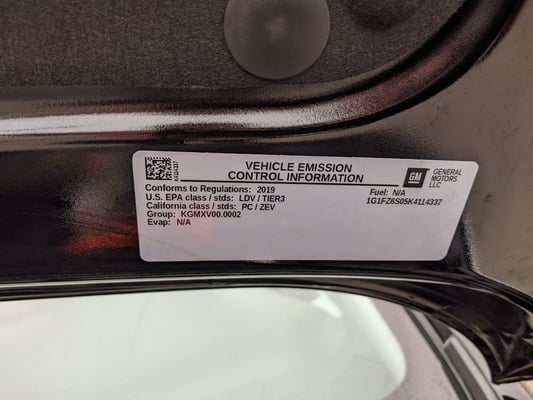 VEHICLE EMISSION
CONTROL INFORMATION
K4114337
GM
GENERAL
MOTORS
LLC
Conforms to Regulations: 2019
U.S. EPA class / stds: LDV / TIER3
California class / stds: PC / ZEV
Group: KGMXV00.0002
Evap: N/A
Fuel: N/A
1G1FZ6S05K4114337